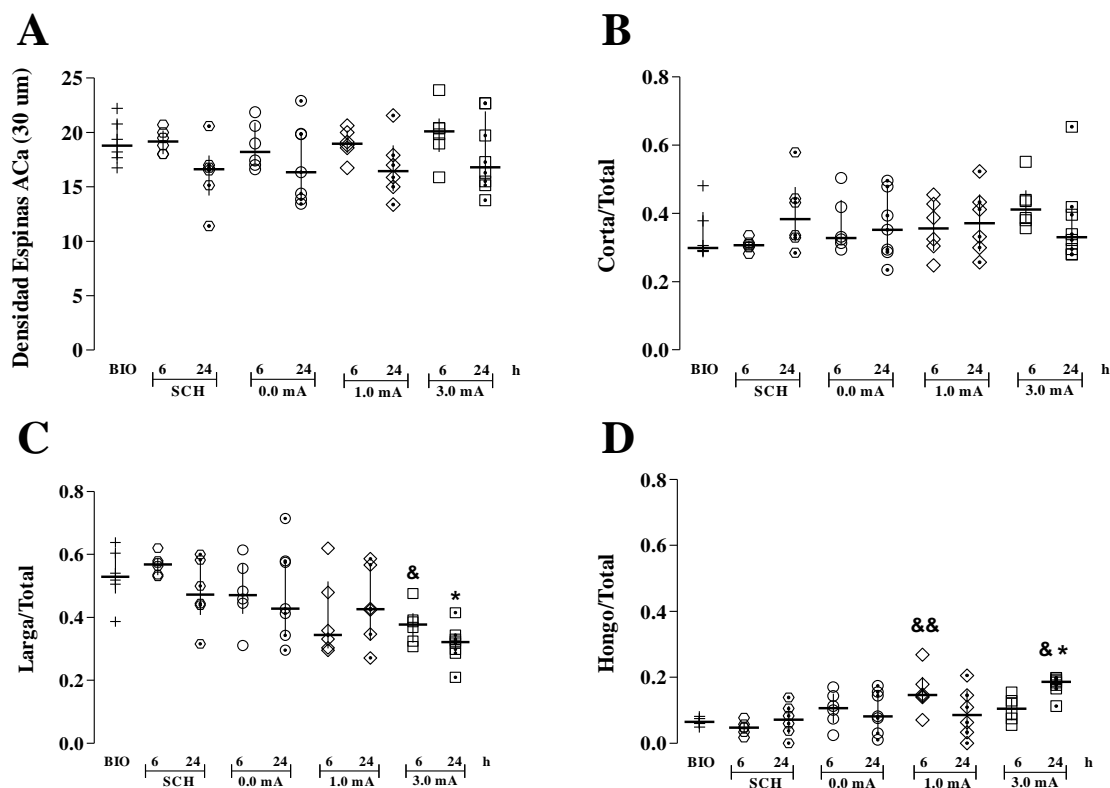 A
Densidad Espinas ACa (30 um)
25
20
15
10
5
0
BIO 6 24 6 24 6 24 6 24 h
SCH 0.0 mA 1.0 mA 3.0 mA
B
Corta/Total
0.8
0.6
0.4
0.2
0.0
BIO 6 24 6 24 6 24 6 24 h
SCH 0.0 mA 1.0 mA 3.0 mA
C
Larga/Total
0.8
0.6
0.4
0.2
0.0
&
*
BIO 6 24 6 24 6 24 6 24 h
SCH 0.0 mA 1.0 mA 3.0 mA
D
Hongo/Total
0.8
0.6
0.4
0.2
0.0
&&
& *
BIO 6 24 6 24 6 24 6 24 h
SCH 0.0 mA 1.0 mA 3.0 mA